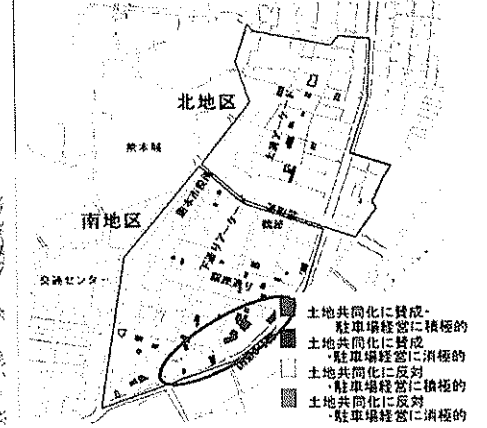 北地区
熊本城
上通アーケード
熊本市役所
南地区
下通りアーケード
銀座通り
交通センター
土地共同化に賛成・
駐車場経営に積極的
土地共同化に賛成
・駐車場経営に消極的
土地共同化に反対
・駐車場経営に積極的
土地共同化に反対
・駐車場経営に消極的